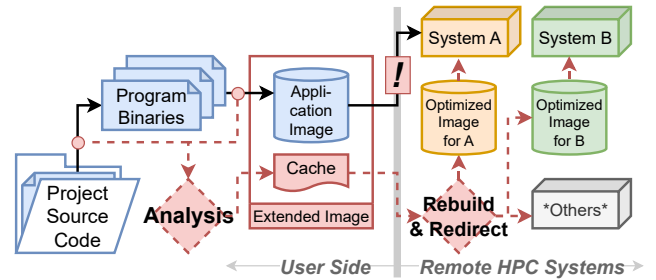 System A
System B
!
Program
Binaries
Appli-
cation
Image
Optimized
Image
for A
Optimized
Image
for B
Project
Source
Code
Analysis
Cache
Extended Image
Rebuild
& Redirect
*Others*
User Side
Remote HPC Systems